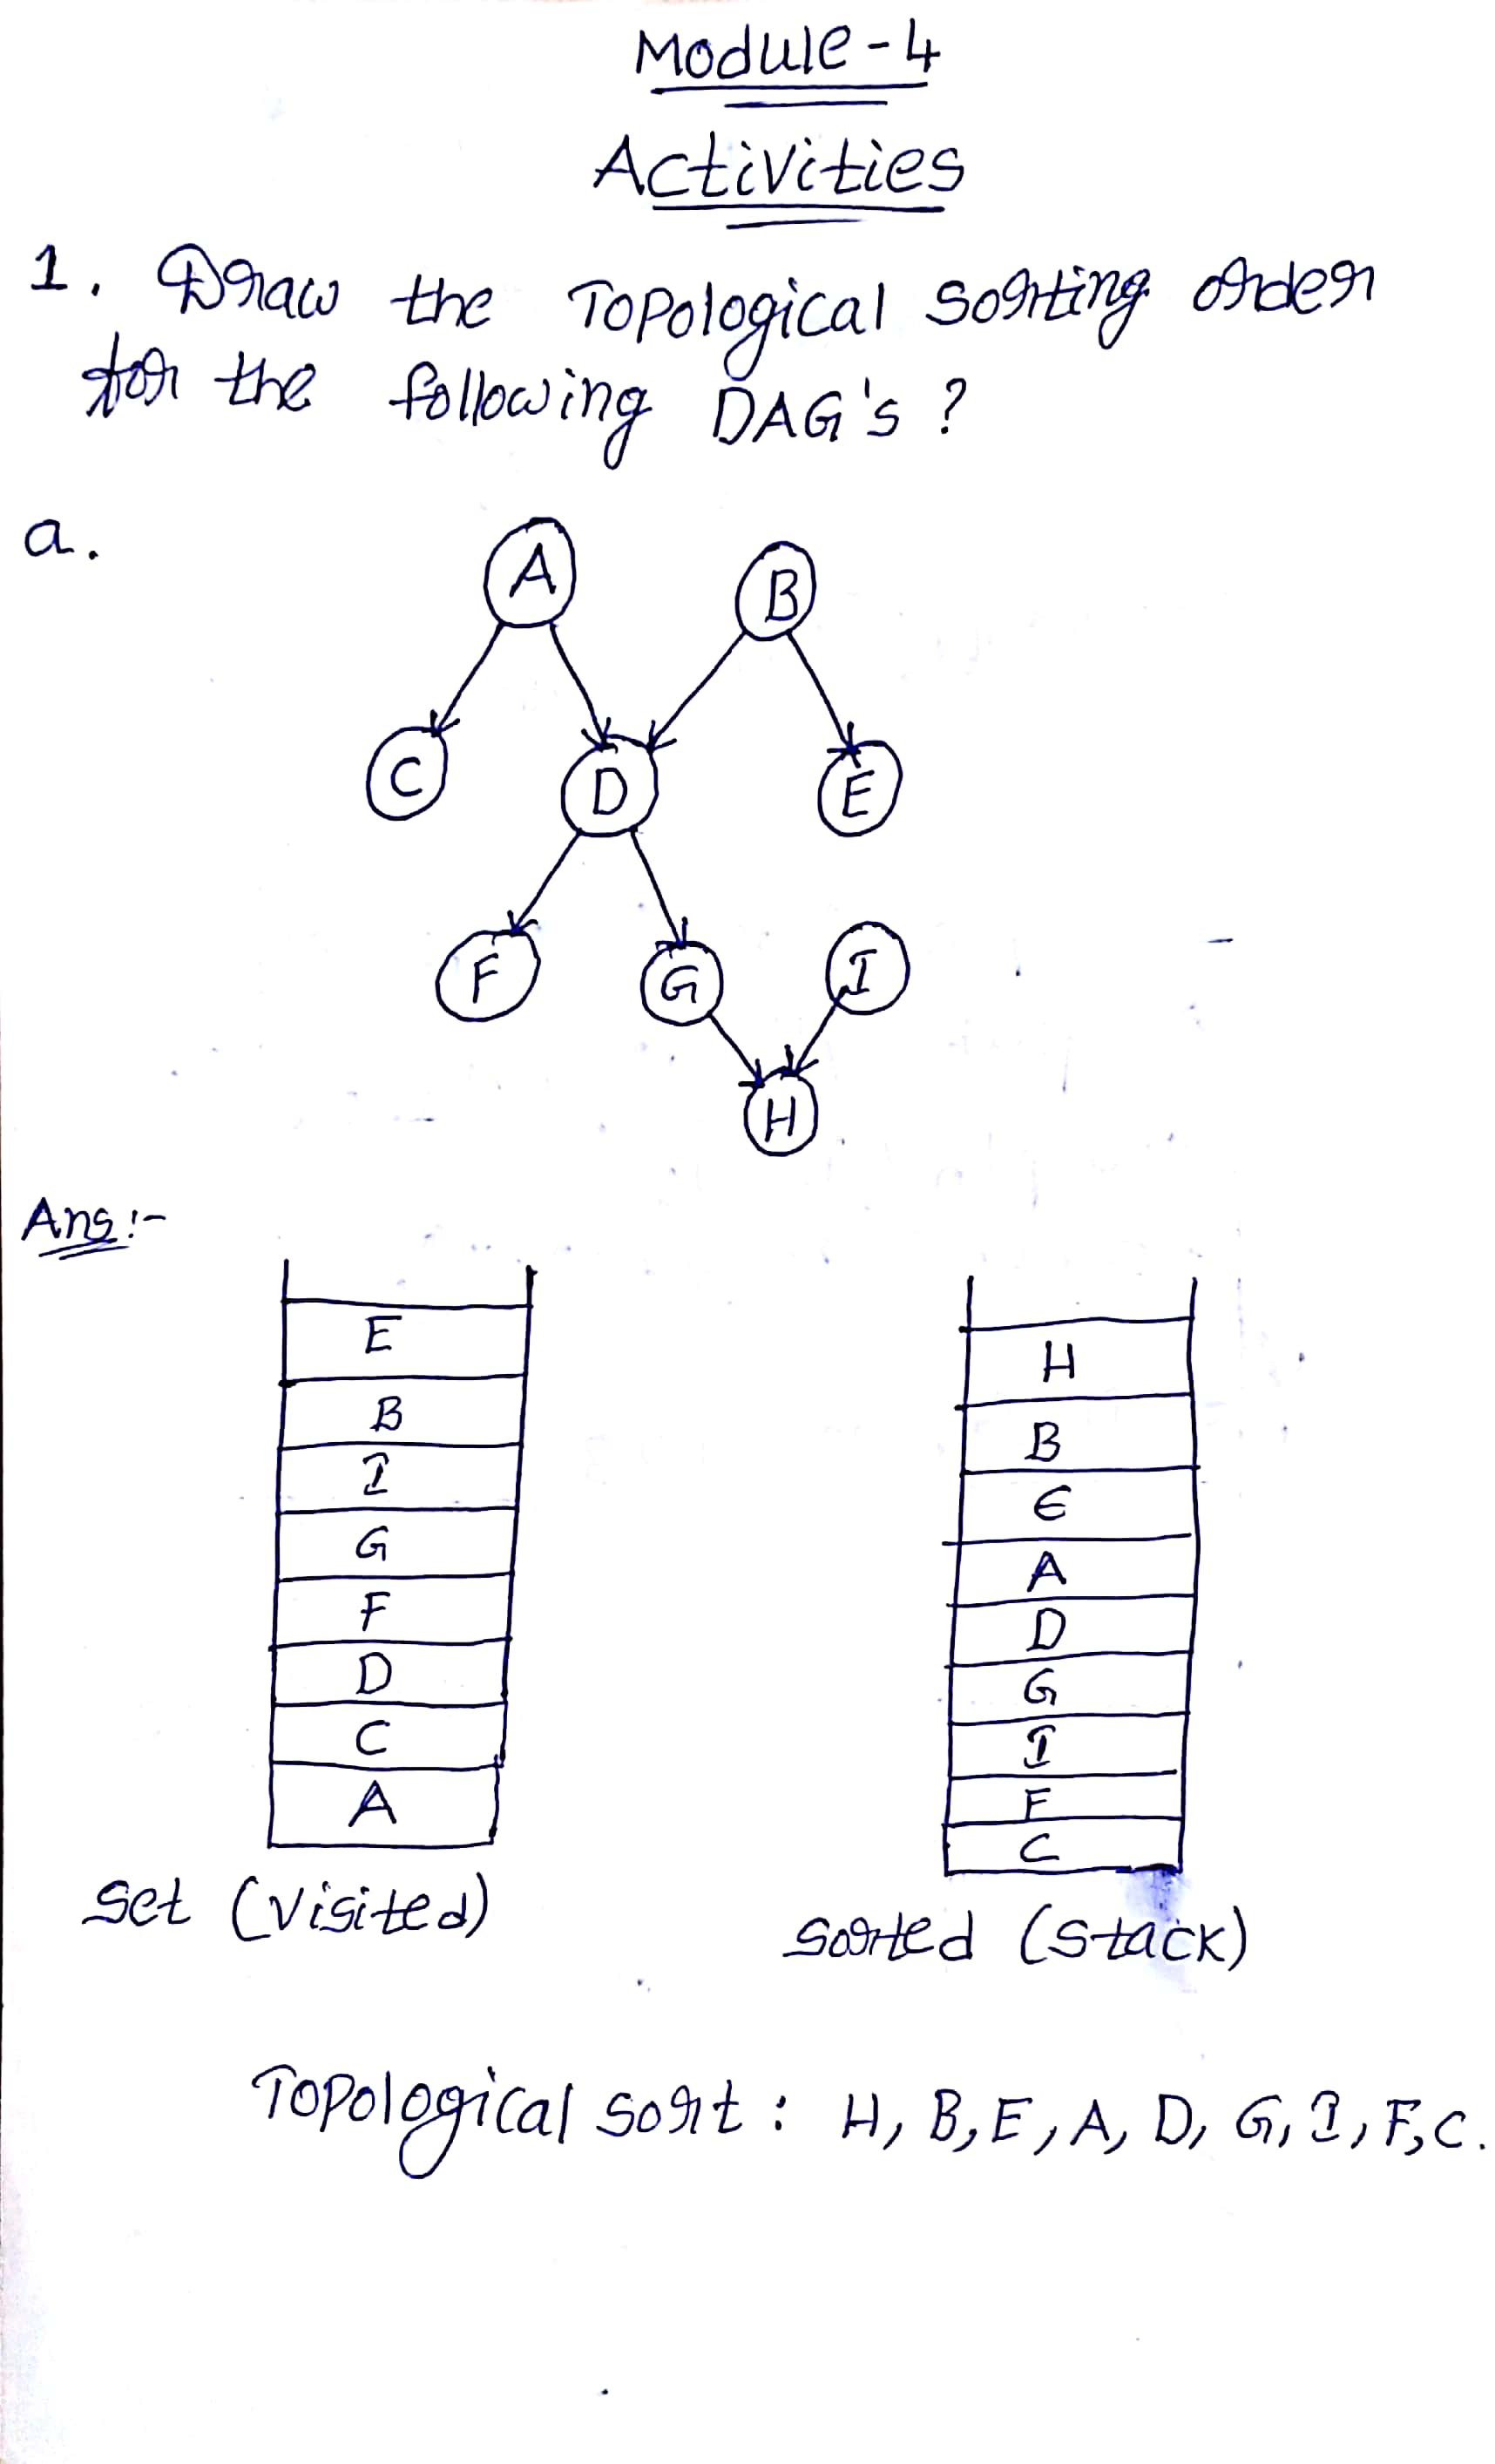 Module-4
Activities
1. Draw the Topological sorting order
for the following DAG's ?
a.
A
B
C
D
E
F
G
I
H
Ans:-
E
B
I
G
F
D
C
A
Set (Visited)
H
B
E
A
D
G
I
F
C
Sorted (Stack)
Topological sort : H, B, E, A, D, G, I, F, C.